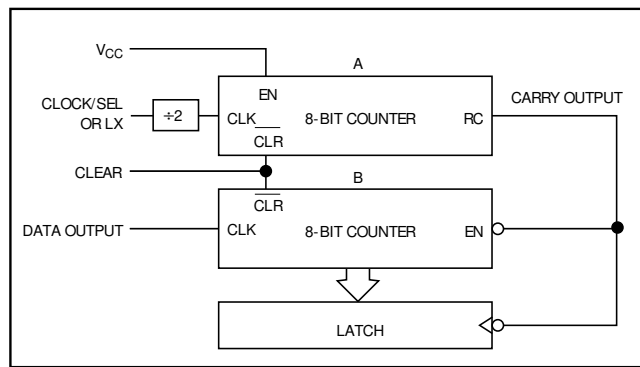 VCC
A
CLOCK/SEL
OR LX
÷2
EN
CLK
8-BIT COUNTER
RC
CLR
CARRY OUTPUT
CLEAR
B
CLR
DATA OUTPUT
CLK
8-BIT COUNTER
EN
LATCH